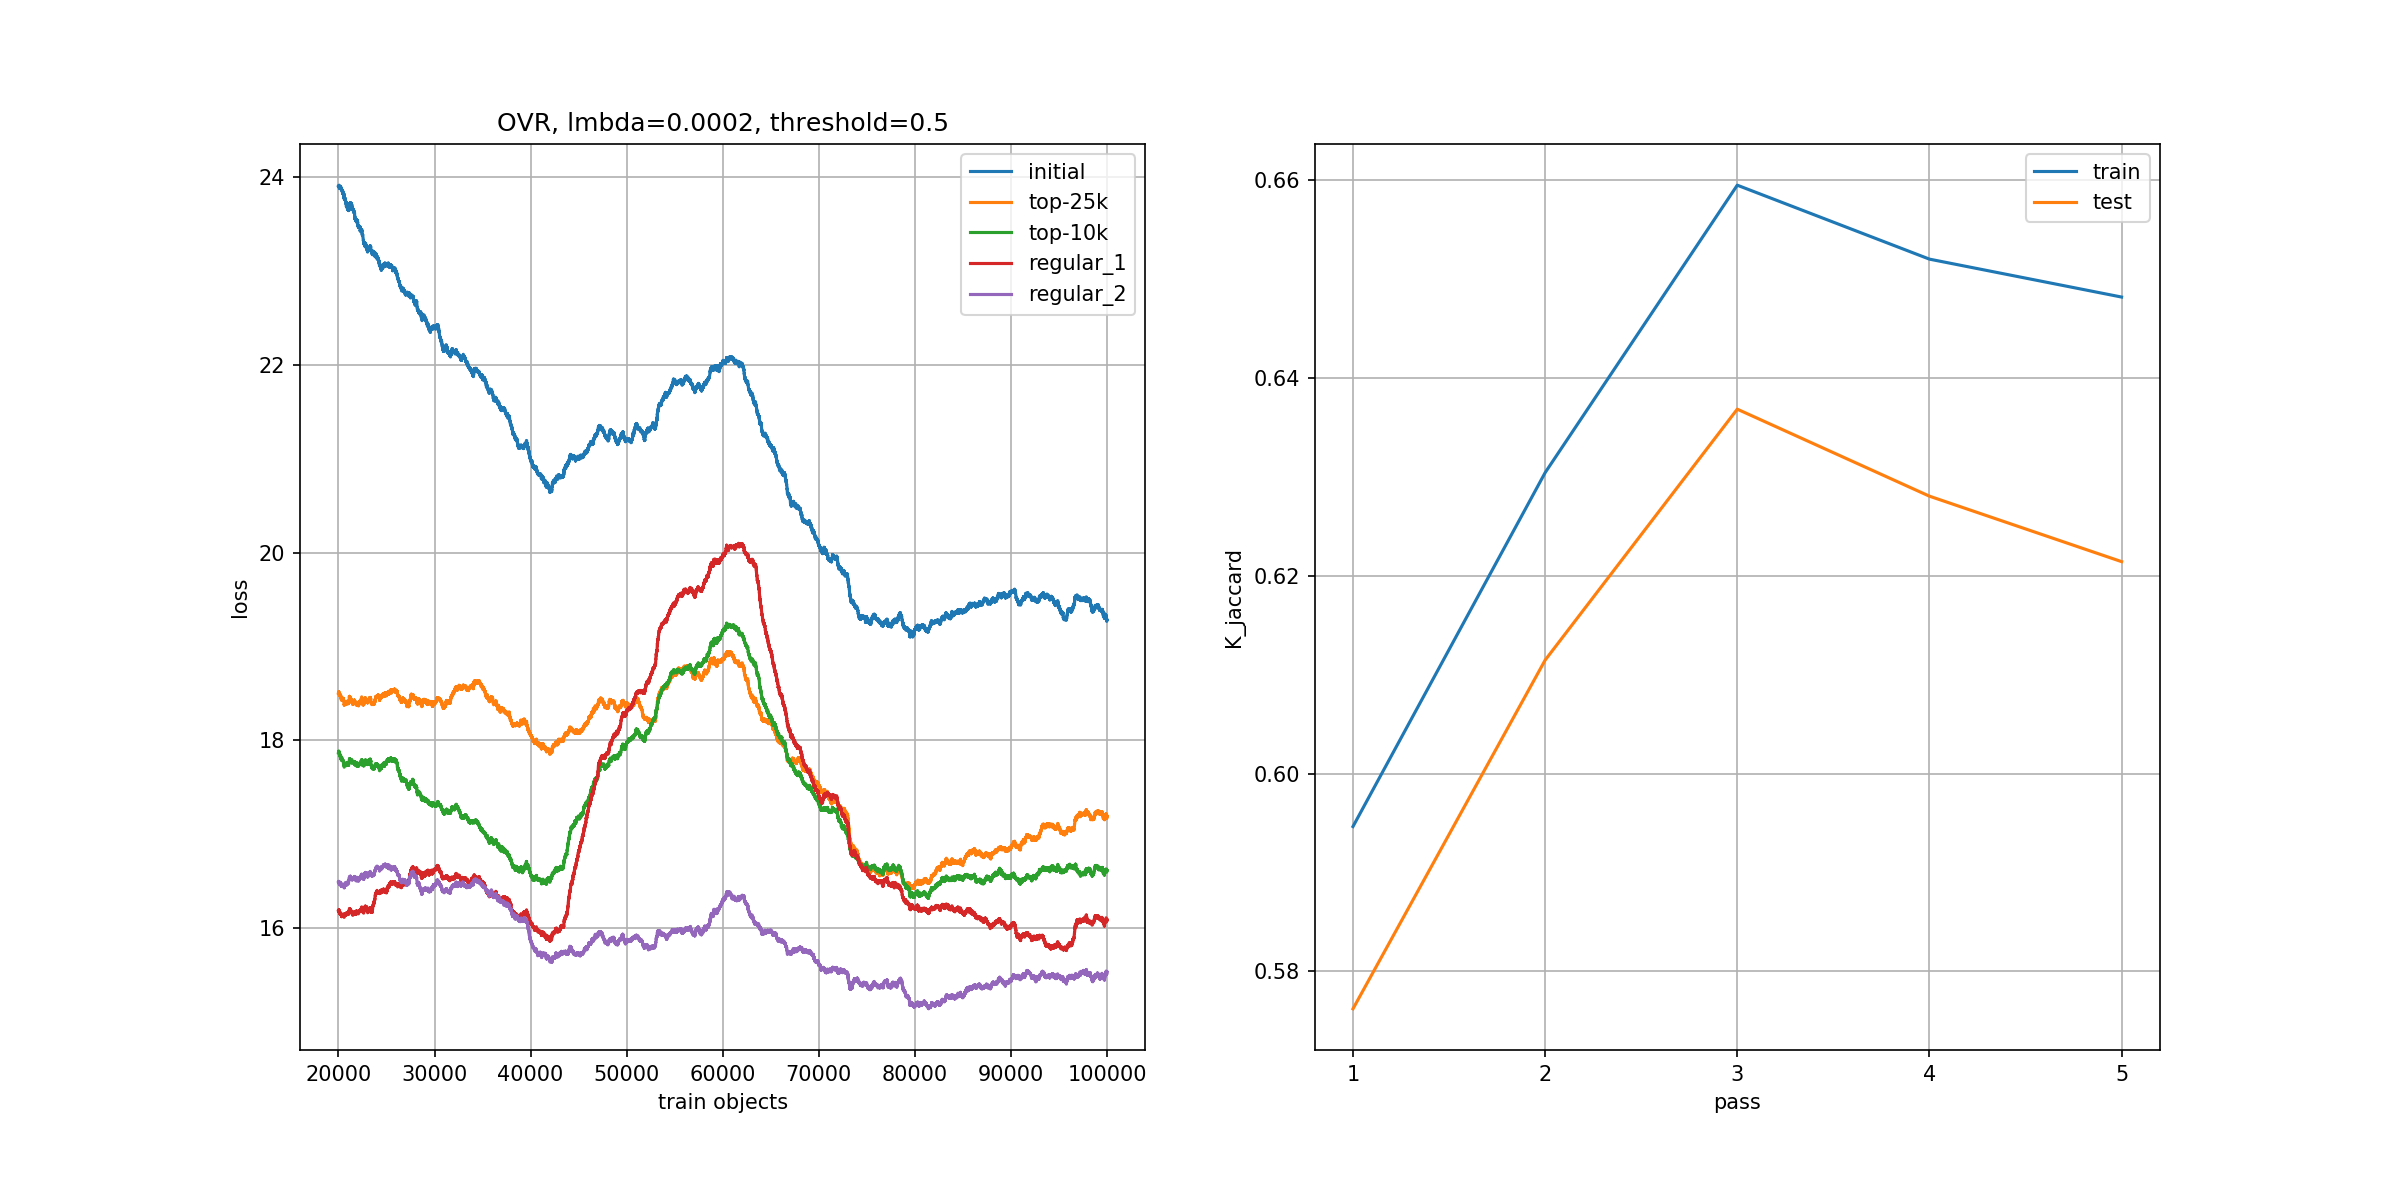 OVR, lmbda=0.0002, threshold=0.5
loss
24
22
20
18
16
initial
top-25k
top-10k
regular_1
regular_2
20000 30000 40000 50000 60000 70000 80000 90000 100000
train objects
K_jaccard
0.66
0.64
0.62
0.60
0.58
train
test
1 2 3 4 5
pass